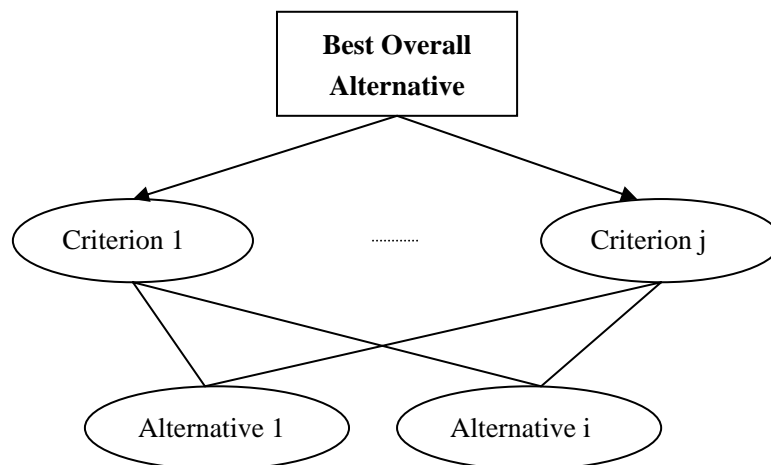 Best Overall
Alternative
Criterion 1
...........
Criterion j
Alternative 1
Alternative i